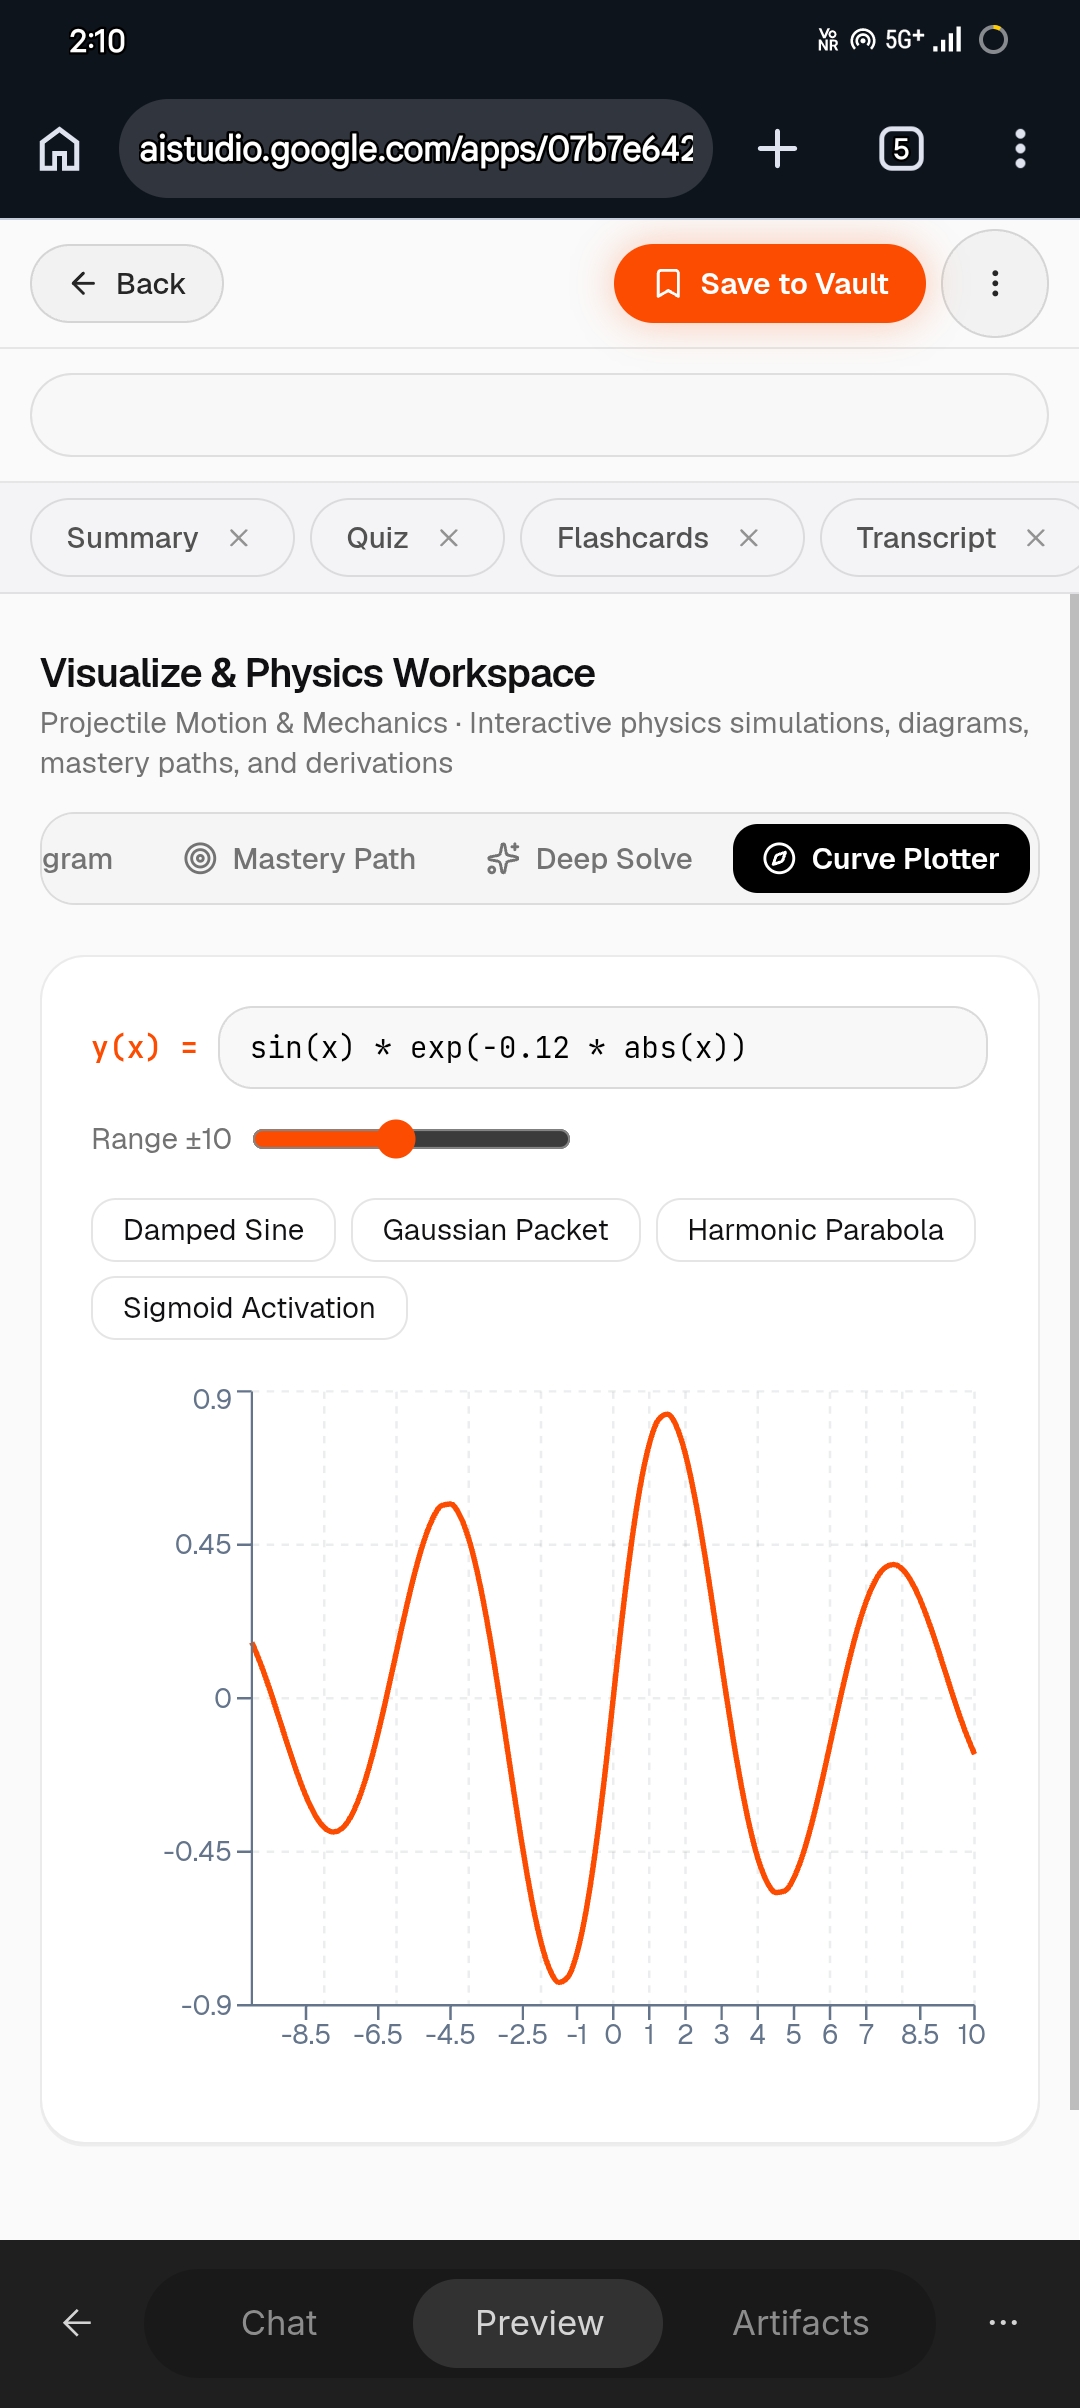 2:10
Vo
NR
5G+
aistudio.google.com/apps/07b7e642
5
Back
Save to Vault
Summary
Quiz
Flashcards
Transcript
Visualize & Physics Workspace
Projectile Motion & Mechanics · Interactive physics simulations, diagrams,
mastery paths, and derivations
gram
Mastery Path
Deep Solve
Curve Plotter
y(x) =
sin(x) * exp(-0.12 * abs(x))
Range ±10
Damped Sine
Gaussian Packet
Harmonic Parabola
Sigmoid Activation
0.9
0.45
0
-0.45
-0.9
-8.5 -6.5 -4.5 -2.5 -1 0 1 2 3 4 5 6 7 8.5 10
Chat
Preview
Artifacts